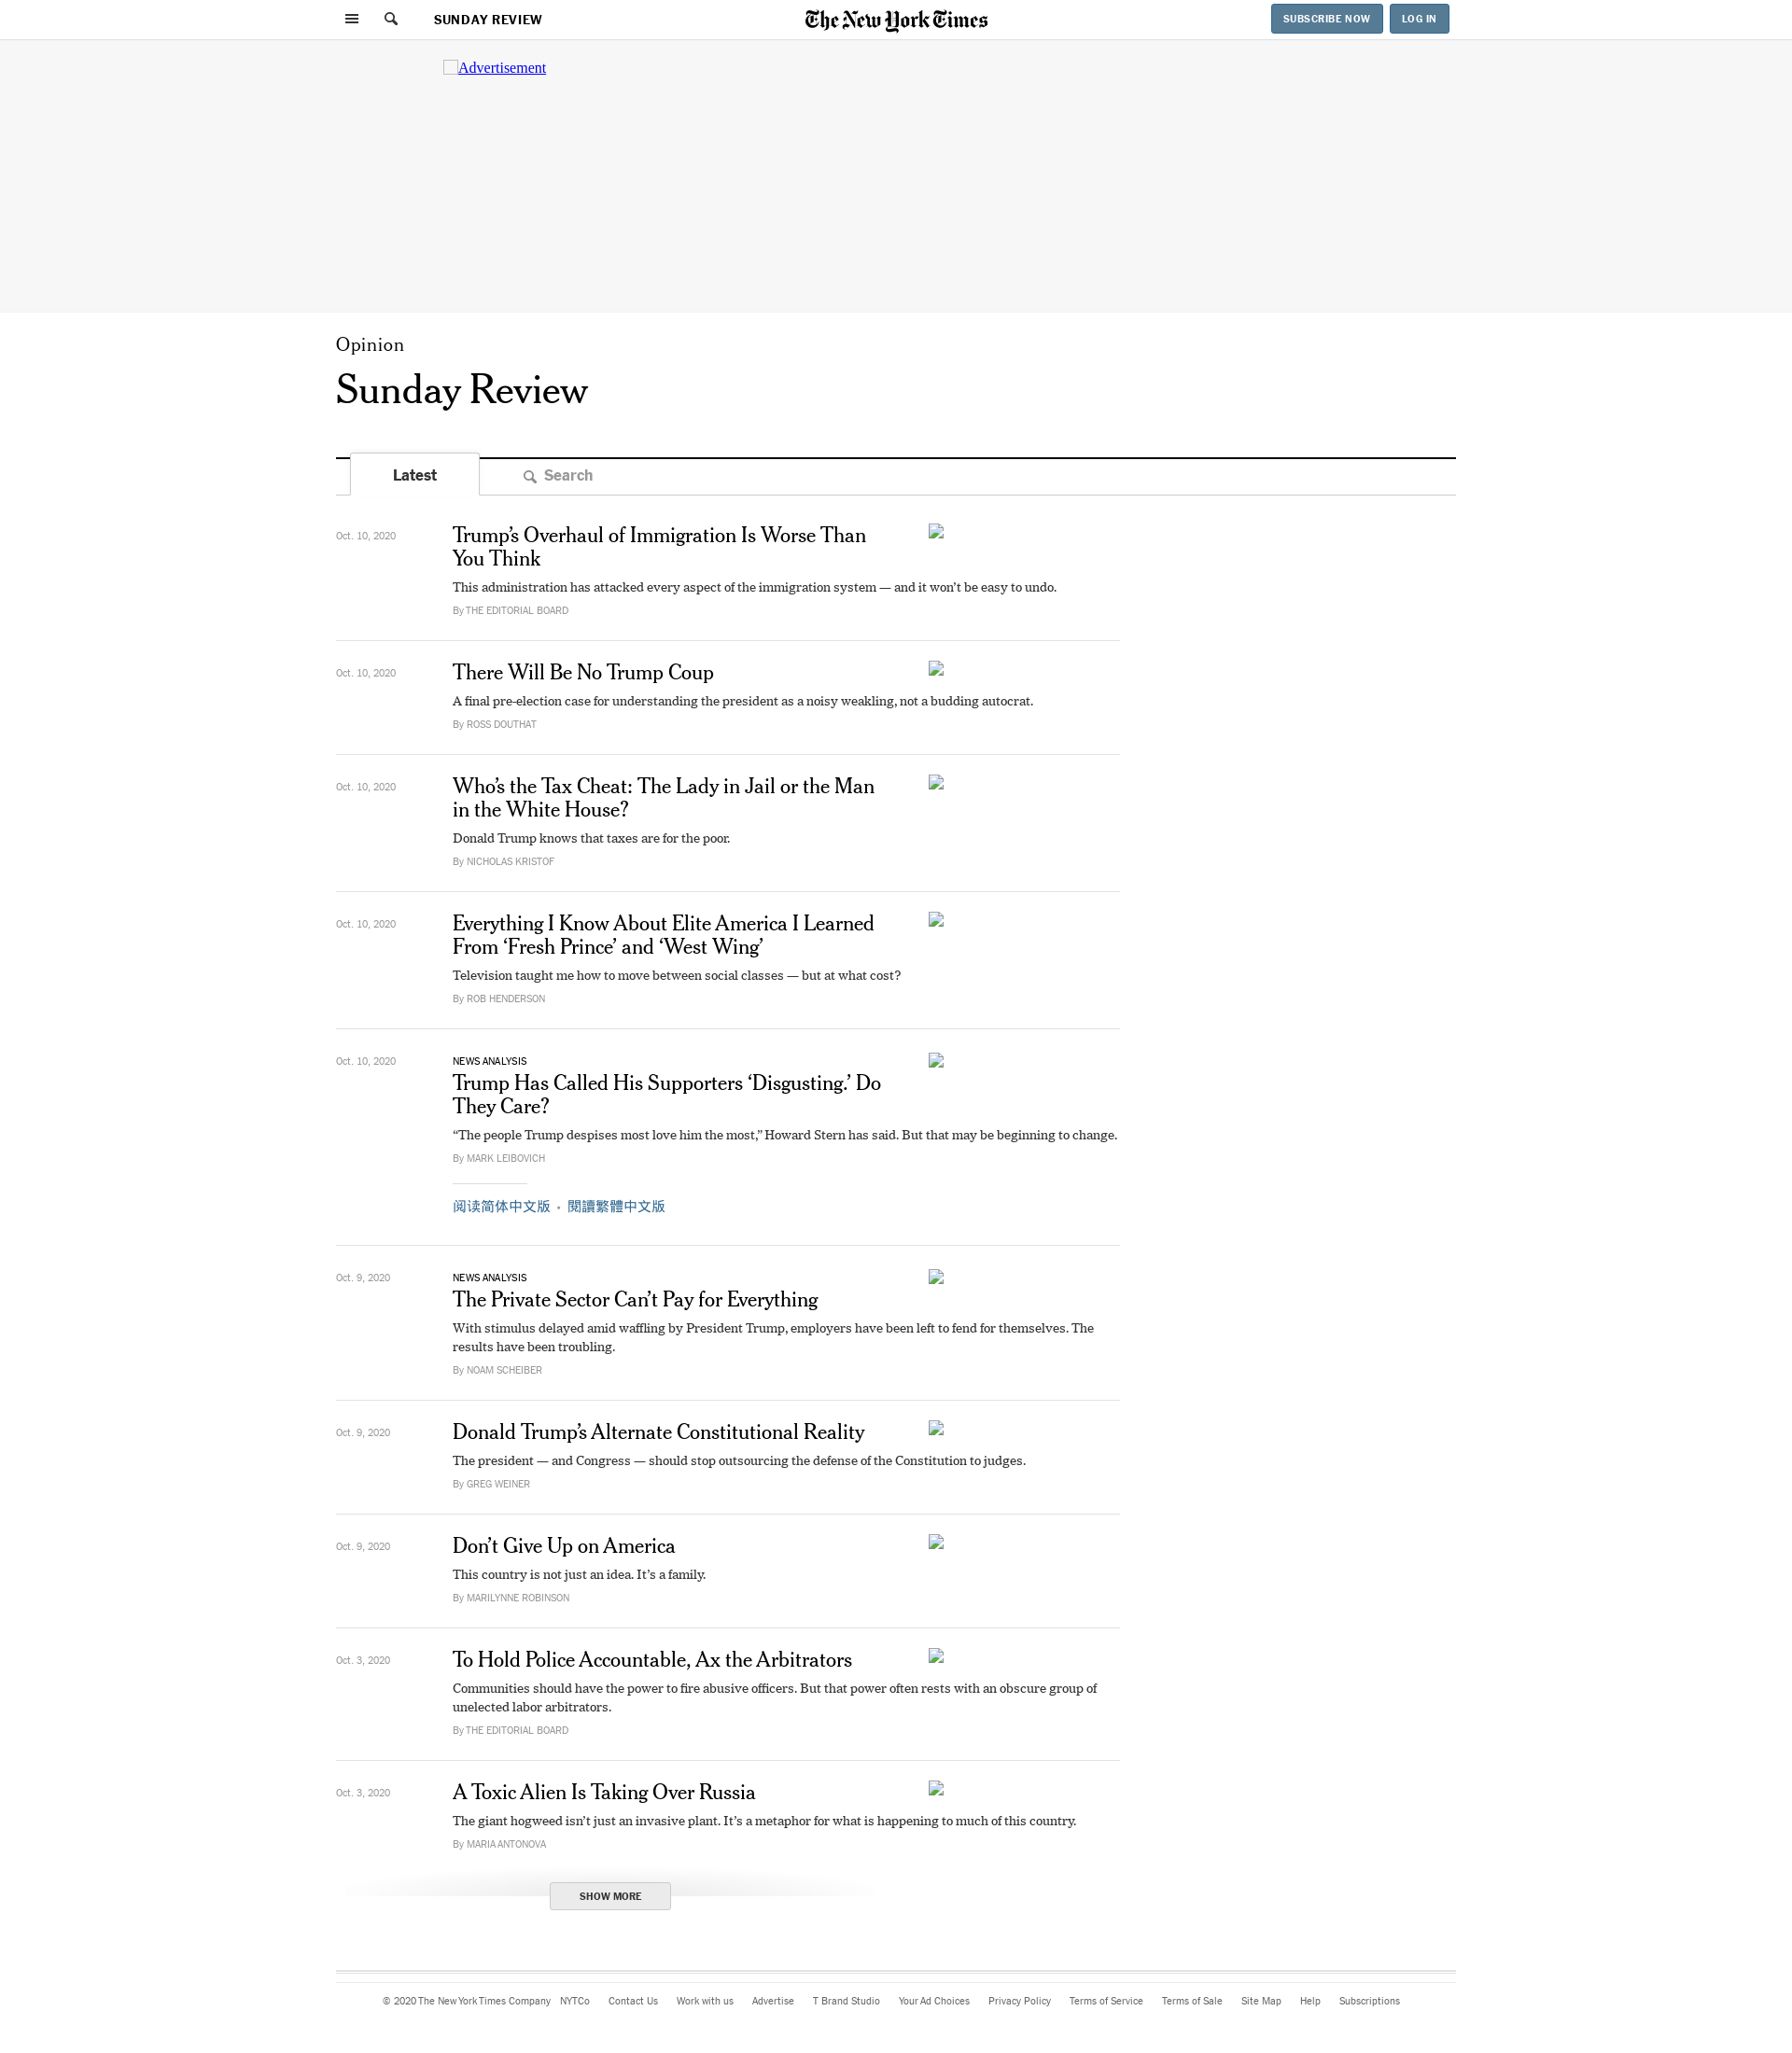 SUNDAY REVIEW
The New York Times
SUBSCRIBE NOW
LOG IN
Advertisement
Opinion
Sunday Review
Latest
Search
Oct. 10, 2020
Trump’s Overhaul of Immigration Is Worse Than
You Think
This administration has attacked every aspect of the immigration system — and it won’t be easy to undo.
By THE EDITORIAL BOARD
Oct. 10, 2020
There Will Be No Trump Coup
A final pre-election case for understanding the president as a noisy weakling, not a budding autocrat.
By ROSS DOUTHAT
Oct. 10, 2020
Who’s the Tax Cheat: The Lady in Jail or the Man
in the White House?
Donald Trump knows that taxes are for the poor.
By NICHOLAS KRISTOF
Oct. 10, 2020
Everything I Know About Elite America I Learned
From ‘Fresh Prince’ and ‘West Wing’
Television taught me how to move between social classes — but at what cost?
By ROB HENDERSON
Oct. 10, 2020
NEWS ANALYSIS
Trump Has Called His Supporters ‘Disgusting.’ Do
They Care?
“The people Trump despises most love him the most,” Howard Stern has said. But that may be beginning to change.
By MARK LEIBOVICH
阅读简体中文版 • 閱讀繁體中文版
Oct. 9, 2020
NEWS ANALYSIS
The Private Sector Can’t Pay for Everything
With stimulus delayed amid waffling by President Trump, employers have been left to fend for themselves. The
results have been troubling.
By NOAM SCHEIBER
Oct. 9, 2020
Donald Trump’s Alternate Constitutional Reality
The president — and Congress — should stop outsourcing the defense of the Constitution to judges.
By GREG WEINER
Oct. 9, 2020
Don’t Give Up on America
This country is not just an idea. It’s a family.
By MARILYNNE ROBINSON
Oct. 3, 2020
To Hold Police Accountable, Ax the Arbitrators
Communities should have the power to fire abusive officers. But that power often rests with an obscure group of
unelected labor arbitrators.
By THE EDITORIAL BOARD
Oct. 3, 2020
A Toxic Alien Is Taking Over Russia
The giant hogweed isn’t just an invasive plant. It’s a metaphor for what is happening to much of this country.
By MARIA ANTONOVA
SHOW MORE
© 2020 The New York Times Company NYTCo Contact Us Work with us Advertise T Brand Studio Your Ad Choices Privacy Policy Terms of Service Terms of Sale Site Map Help Subscriptions